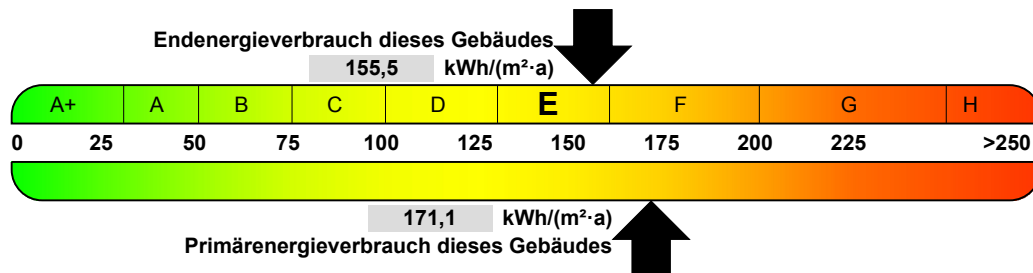 Endenergieverbrauch dieses Gebäudes
155,5 kWh/(m²·a)
A+ A B C D E F G H
0 25 50 75 100 125 150 175 200 225 >250
171,1 kWh/(m²·a)
Primärenergieverbrauch dieses Gebäudes